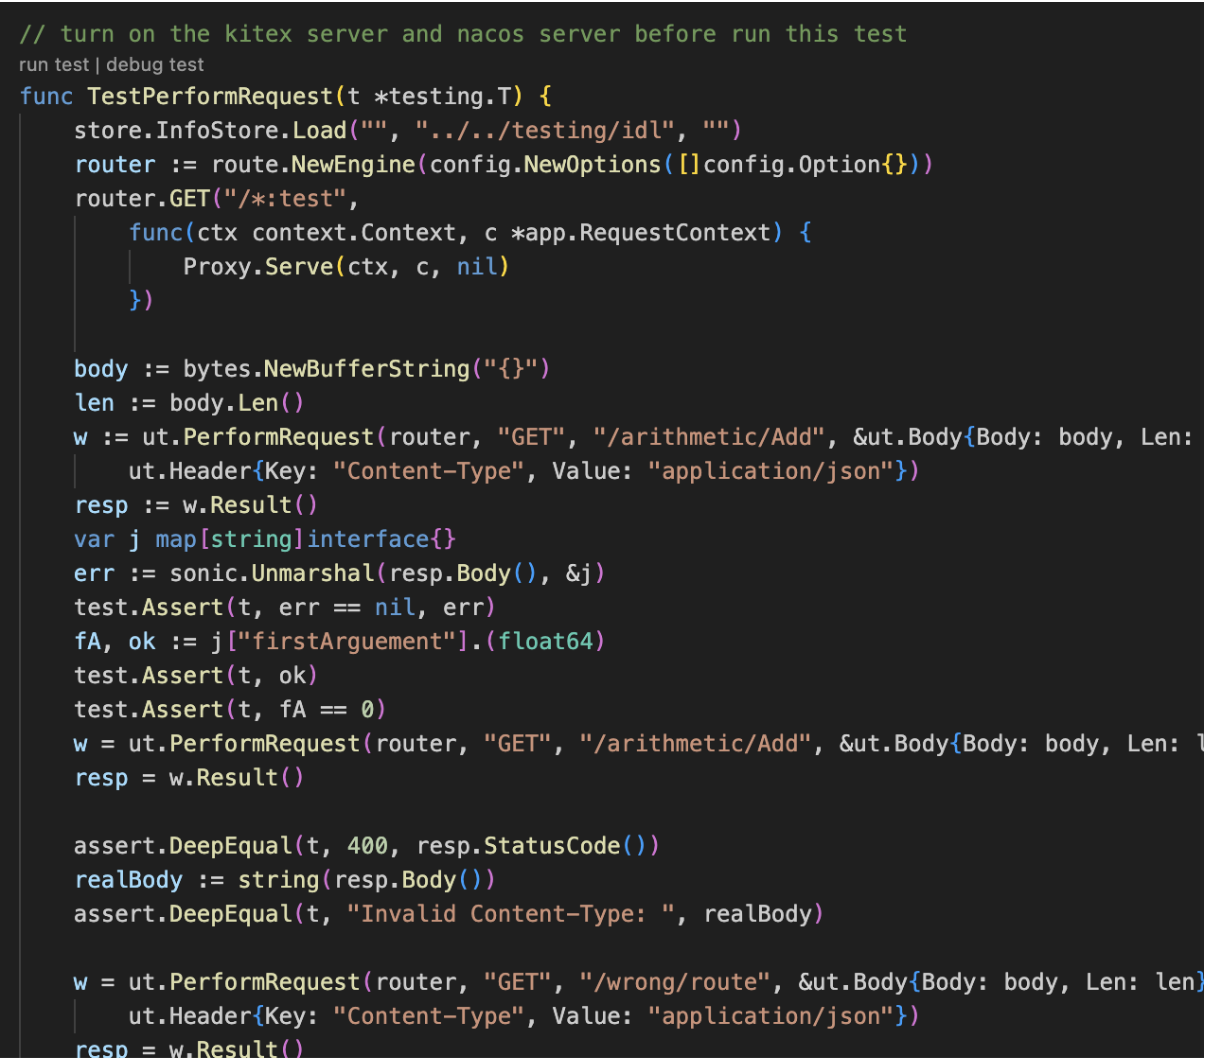 // turn on the kitex server and nacos server before run this test
run test | debug test
func TestPerformRequest(t *testing.T) {
store.InfoStore.Load("", "../../testing/idl", "")
router := route.NewEngine(config.NewOptions([]config.Option{}))
router.GET("/*:test",
func(ctx context.Context, c *app.RequestContext) {
Proxy.Serve(ctx, c, nil)
})
body := bytes.NewBufferString("{}")
len := body.Len()
w := ut.PerformRequest(router, "GET", "/arithmetic/Add", &ut.Body{Body: body, Len:
ut.Header{Key: "Content-Type", Value: "application/json"})
resp := w.Result()
var j map[string]interface{}
err := sonic.Unmarshal(resp.Body(), &j)
test.Assert(t, err == nil, err)
fA, ok := j["firstArguement"].(float64)
test.Assert(t, ok)
test.Assert(t, fA == 0)
w = ut.PerformRequest(router, "GET", "/arithmetic/Add", &ut.Body{Body: body, Len: l
resp = w.Result()
assert.DeepEqual(t, 400, resp.StatusCode())
realBody := string(resp.Body())
assert.DeepEqual(t, "Invalid Content-Type: ", realBody)
w = ut.PerformRequest(router, "GET", "/wrong/route", &ut.Body{Body: body, Len: len}
ut.Header{Key: "Content-Type", Value: "application/json"})
resp = w.Result()